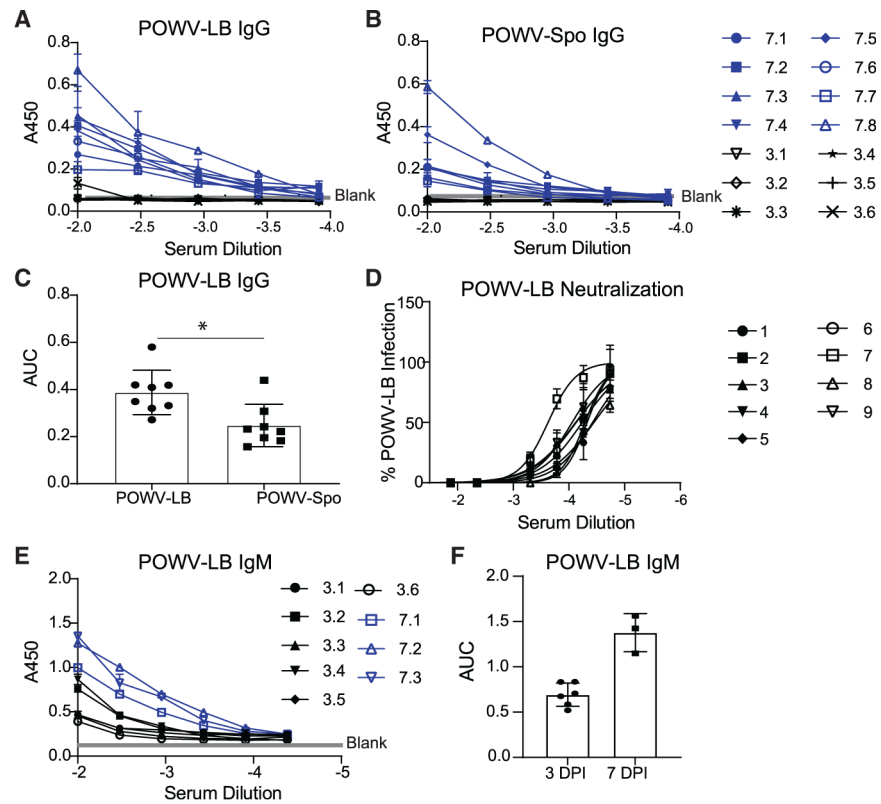 A
POWV-LB IgG
A450
0.8
0.6
0.4
0.2
0.0
-2.0 -2.5 -3.0 -3.5 -4.0
Blank
Serum Dilution
B
POWV-Spo IgG
A450
0.8
0.6
0.4
0.2
0.0
-2.0 -2.5 -3.0 -3.5 -4.0
Blank
Serum Dilution
7.1 7.5
7.2 7.6
7.3 7.7
7.4 7.8
3.1 3.4
3.2 3.5
3.3 3.6
C
POWV-LB IgG
AUC
0.8
0.6
0.4
0.2
0.0
*
POWV-LB POWV-Spo
D
POWV-LB Neutralization
% POWV-LB Infection
150
100
50
0
-2 -3 -4 -5 -6
Serum Dilution
1 6
2 7
3 8
4 9
5
E
POWV-LB IgM
A450
2.0
1.5
1.0
0.5
0.0
-2 -3 -4 -5
Blank
Serum Dilution
3.1 3.6
3.2 7.1
3.3 7.2
3.4 7.3
3.5
F
POWV-LB IgM
AUC
2.0
1.5
1.0
0.5
0.0
3 DPI 7 DPI